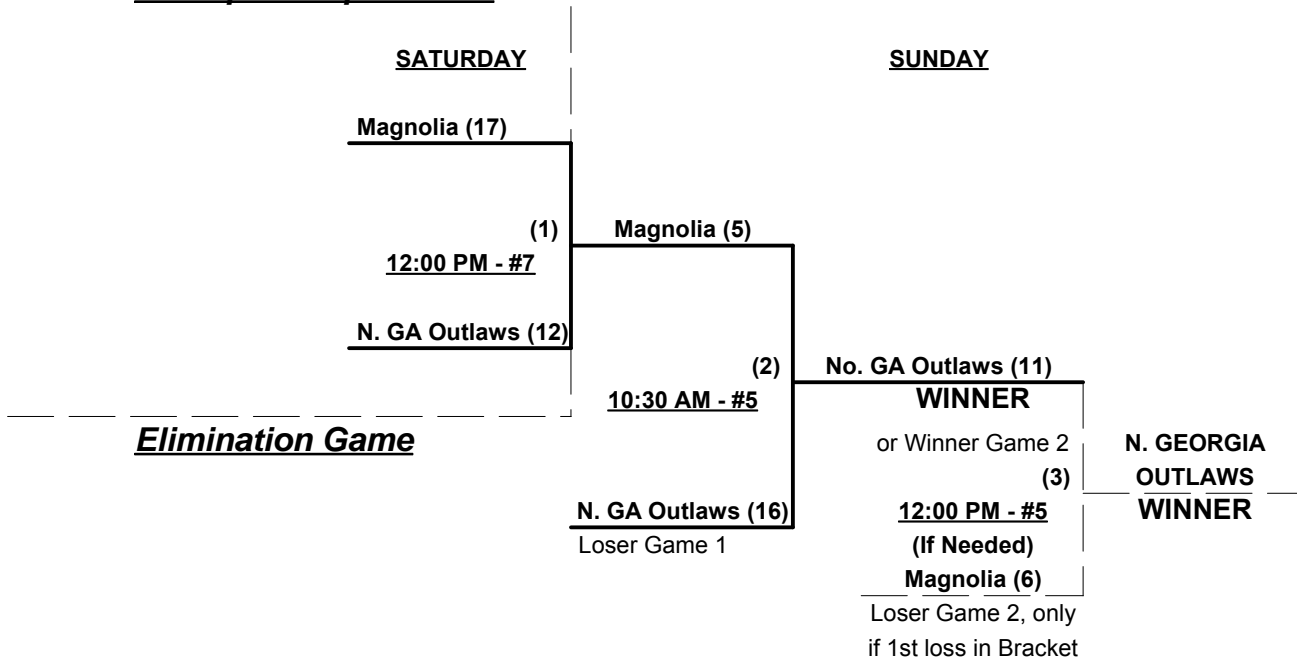 SATURDAY
SUNDAY
Magnolia (17)
(1)
Magnolia (5)
12:00 PM - #7
N. GA Outlaws (12)
(2)
No. GA Outlaws (11)
10:30 AM - #5
WINNER
Elimination Game
or Winner Game 2
N. GEORGIA
(3)
OUTLAWS
N. GA Outlaws (16)
12:00 PM - #5
WINNER
Loser Game 1
(If Needed)
Magnolia (6)
Loser Game 2, only
if 1st loss in Bracket